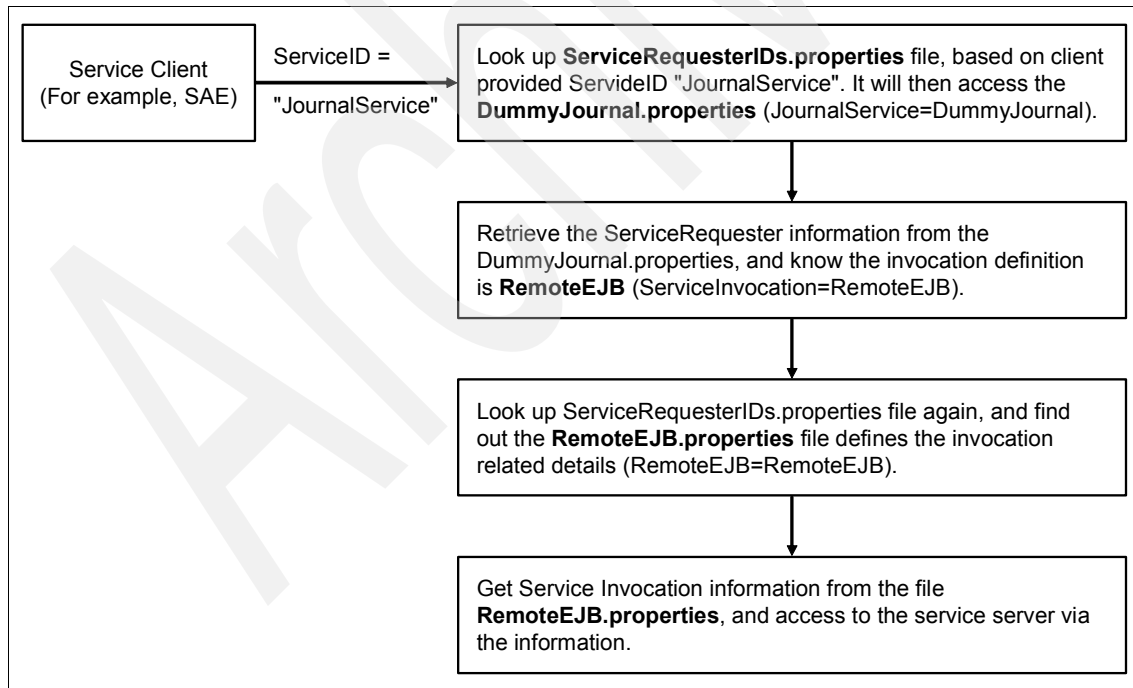 Service Client
(For example, SAE)
ServiceID =
"JournalService"
Look up ServiceRequesterIDs.properties file, based on client
provided ServideID "JournalService". It will then access the
DummyJournal.properties (JournalService=DummyJournal).
Retrieve the ServiceRequester information from the
DummyJournal.properties, and know the invocation definition
is RemoteEJB (ServiceInvocation=RemoteEJB).
Look up ServiceRequesterIDs.properties file again, and find
out the RemoteEJB.properties file defines the invocation
related details (RemoteEJB=RemoteEJB).
Get Service Invocation information from the file
RemoteEJB.properties, and access to the service server via
the information.
Archiv